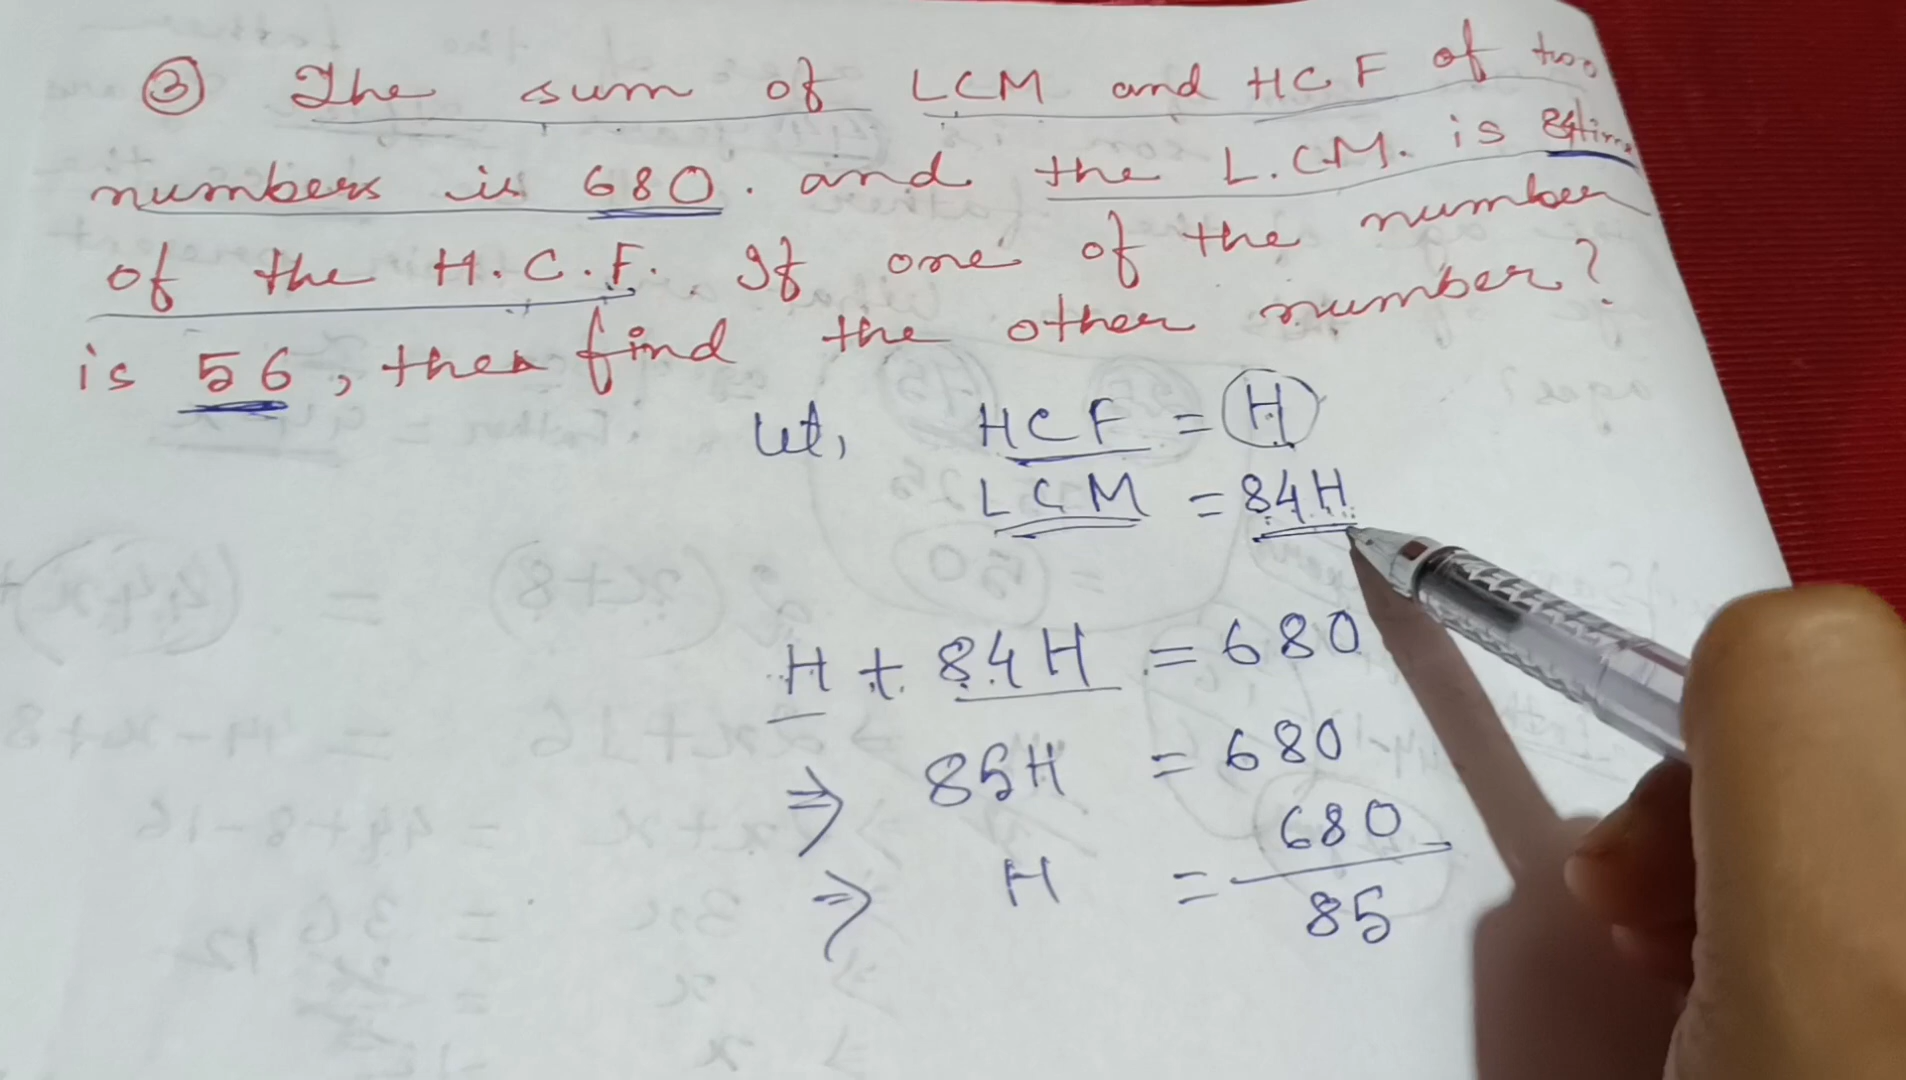 ③ The sum of LCM and HCF of two
numbers is 680. and the L.C.M. is 84time
of the H.C.F. If one of the number
is 56, then find the other number?
Let, HCF = H
LCM = 84H
H + 84H = 680
⇒ 85H = 680
⇒ H = 680
85